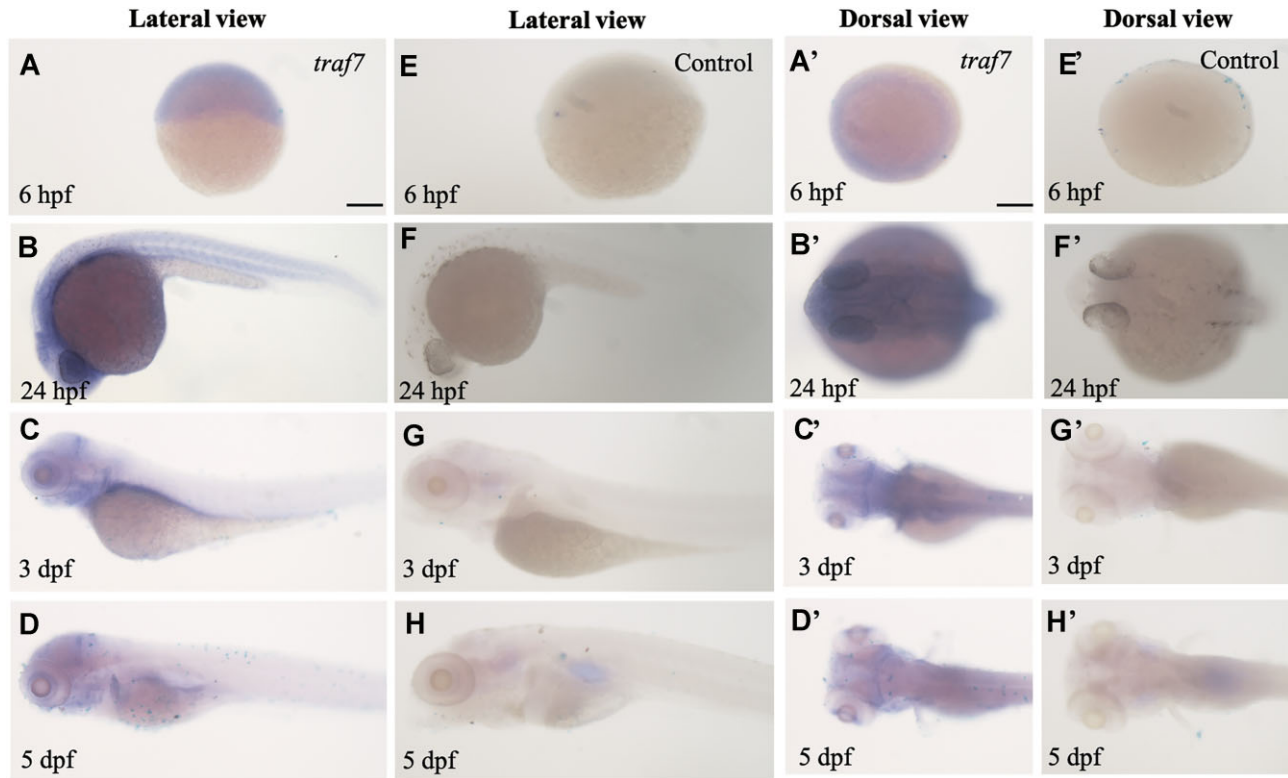 Lateral view Lateral view Dorsal view Dorsal view
A traf7 E Control A' traf7 E' Control
6 hpf 6 hpf 6 hpf 6 hpf
B F B' F'
24 hpf 24 hpf 24 hpf 24 hpf
C G C' G'
3 dpf 3 dpf 3 dpf 3 dpf
D H D' H'
5 dpf 5 dpf 5 dpf 5 dpf